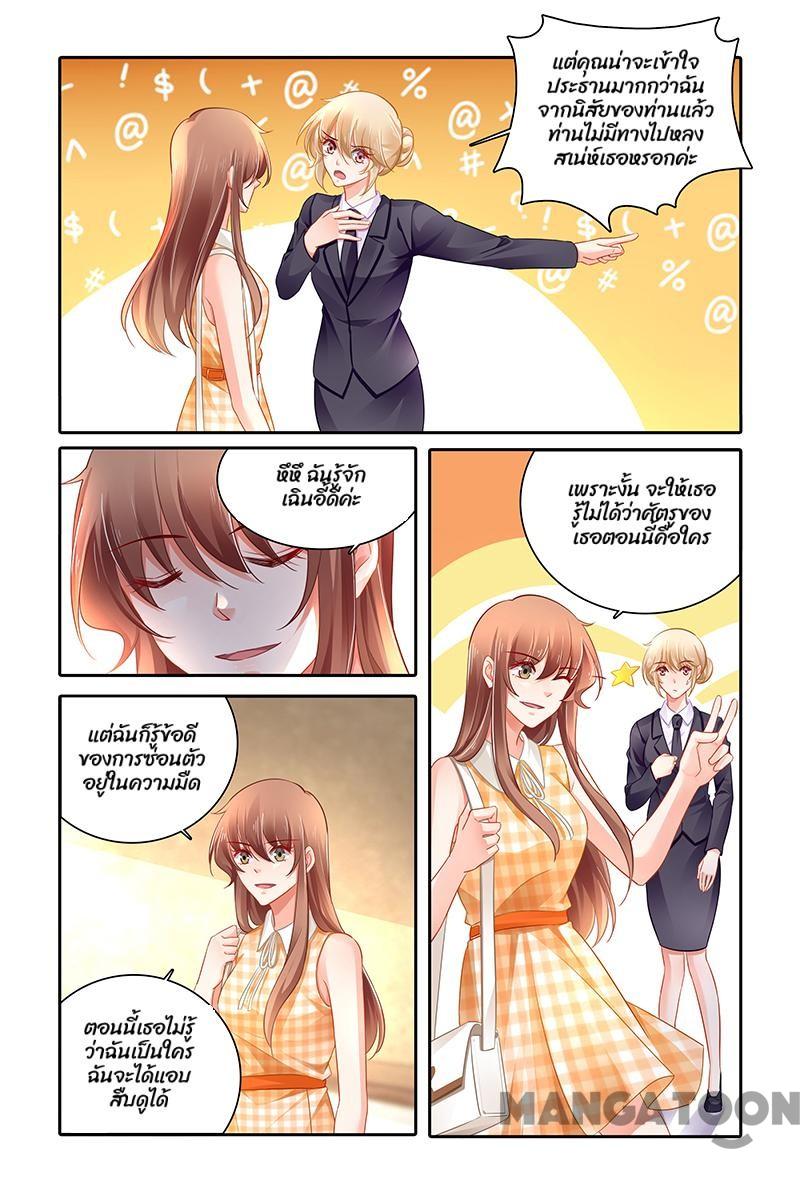 แต่คุณน่าจะเข้าใจ
ประธานมากกว่าฉัน
จากนิสัยของท่านแล้ว
ท่านไม่มีทางไปหลง
สเน่ห์เธอหรอกค่ะ
หึหึ ฉันรู้จัก
เฉินอี้ดีค่ะ
แต่ฉันก็รู้ข้อดี
ของการซ่อนตัว
อยู่ในความมืด
ตอนนี้เธอไม่รู้
ว่าฉันเป็นใคร
ฉันจะได้แอบ
สืบดูได้
เพราะงั้น จะให้เธอ
รู้ไม่ได้ว่าศัตรูของ
เธอตอนนี้คือใคร
MANGATOON